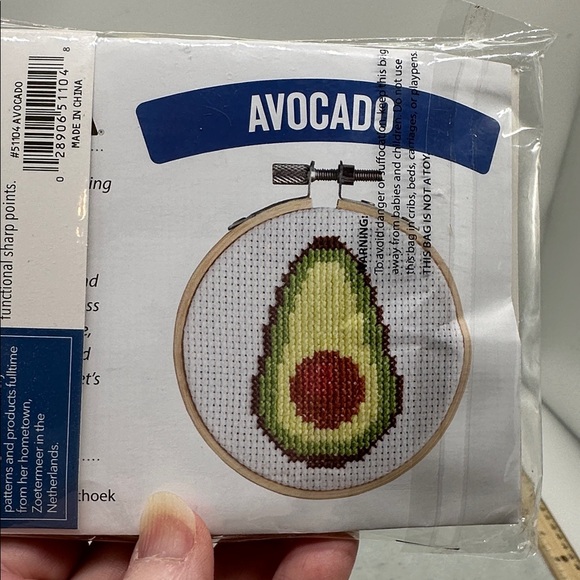 #51104 AVOCADO
0 28906 51104 8
MADE IN CHINA
functional sharp points.
patterns and products fulltime
from her hometown,
Zoetermeer in the
Netherlands.
AVOCADO
WARNING:
To avoid danger of suffocation, keep this bag
away from babies and children. Do not use
this bag in cribs, beds, carriages, or playpens.
THIS BAG IS NOT A TOY